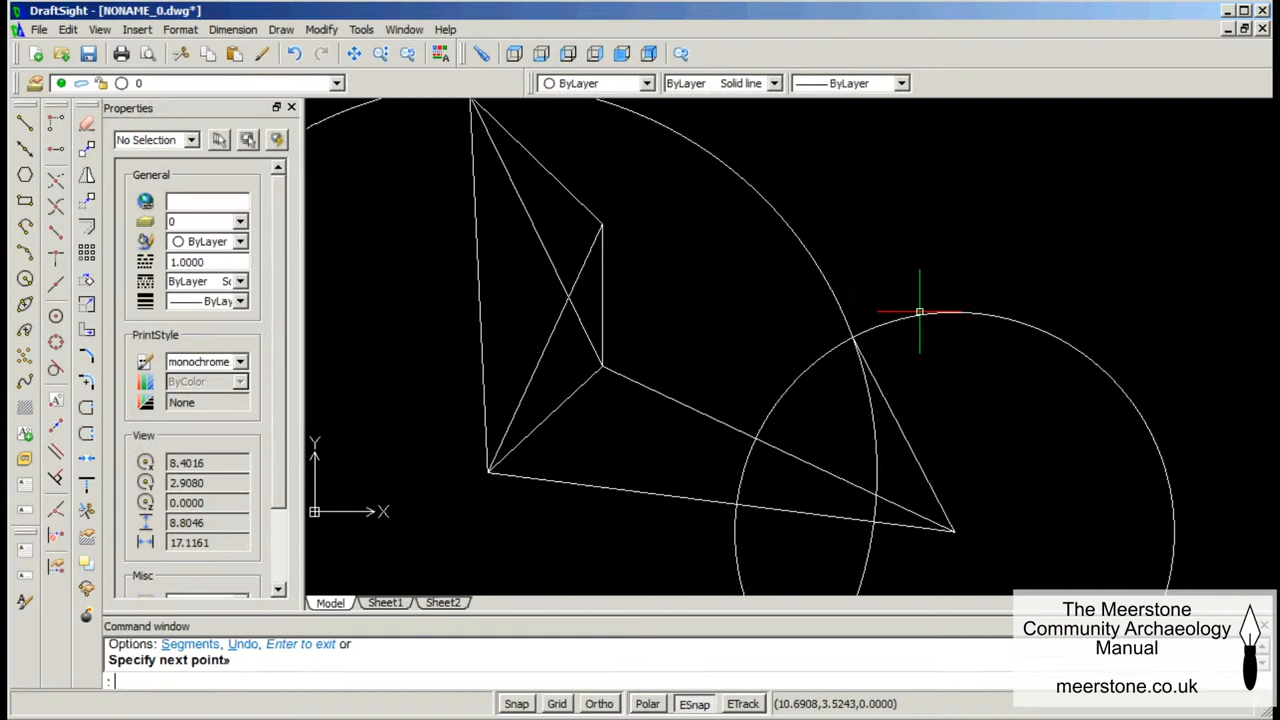 DraftSight - [NONAME_0.dwg*]
File Edit View Insert Format Dimension Draw Modify Tools Window Help
0 ByLayer ByLayer Solid line ByLayer
Properties
No Selection
General
0
ByLayer
1.0000
ByLayer
ByLay
PrintStyle
monochrome
ByColor
None
View
8.4016
2.9080
0.0000
8.8046
17.1161
Misc
Y
X
Model Sheet1 Sheet2
Command window
Options: Segments, Undo, Enter to exit or
Specify next point»
:
Snap Grid Ortho Polar ESnap ETrack (10.6908,3.5243,0.0000)
The Meerstone
Community Archaeology
Manual
meerstone.co.uk